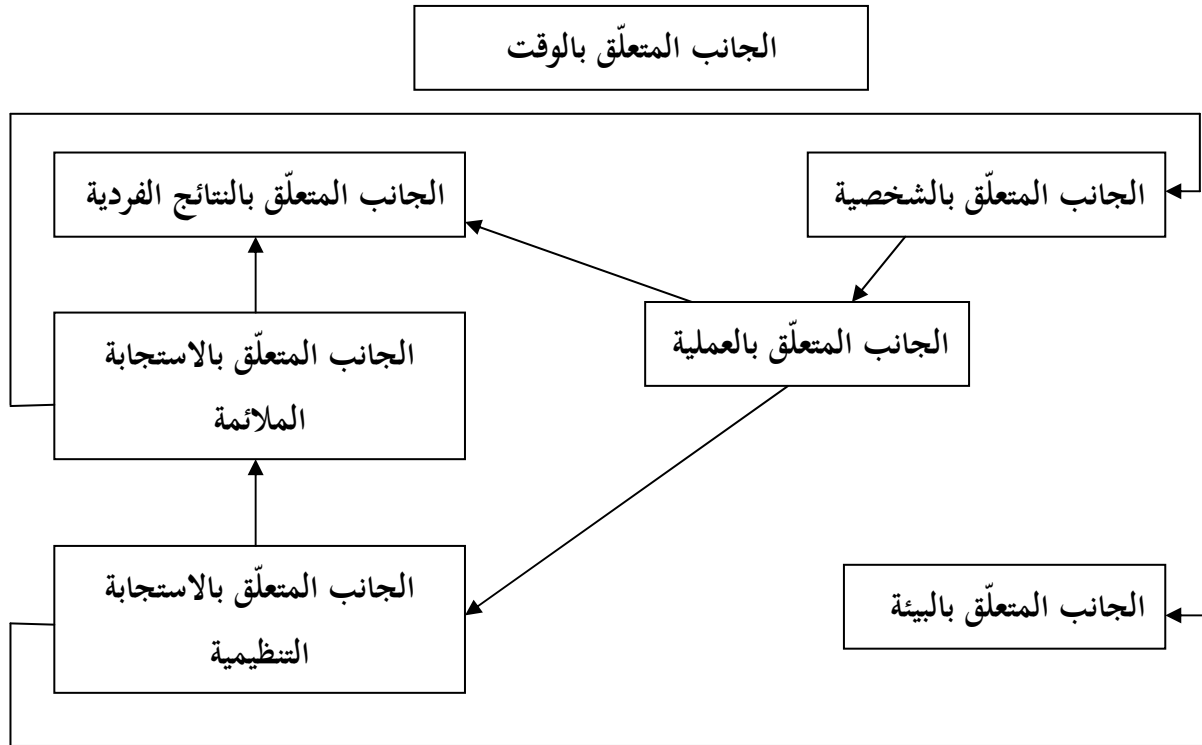 الجانب المتعلّق بالوقت
الجانب المتعلّق بالشخصية
الجانب المتعلّق بالنتائج الفردية
الجانب المتعلّق بالعملية
الجانب المتعلّق بالاستجابة
الملائمة
الجانب المتعلّق بالبيئة
الجانب المتعلّق بالاستجابة
التنظيمية